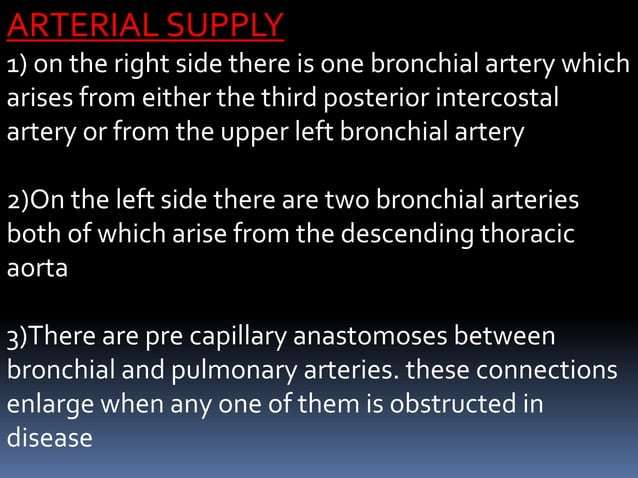 ARTERIAL SUPPLY
1) on the right side there is one bronchial artery which
arises from either the third posterior intercostal
artery or from the upper left bronchial artery
2)On the left side there are two bronchial arteries
both of which arise from the descending thoracic
aorta
3)There are pre capillary anastomoses between
bronchial and pulmonary arteries. these connections
enlarge when any one of them is obstructed in
disease